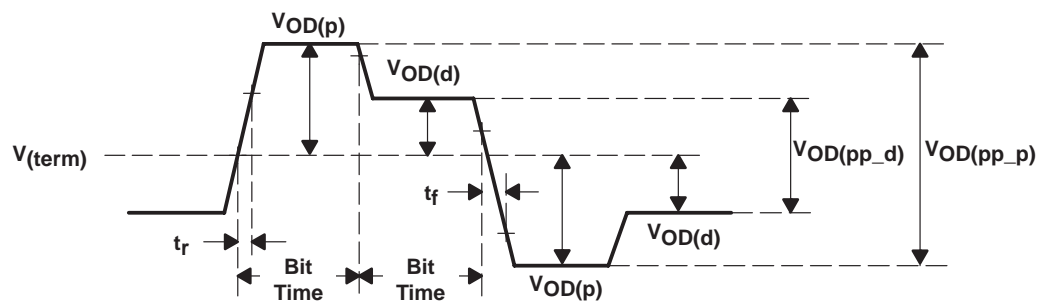 VOD(p)
VOD(d)
V(term)
tf
VOD(pp_d)
VOD(pp_p)
tr
VOD(d)
Bit
Time
Bit
Time
VOD(p)